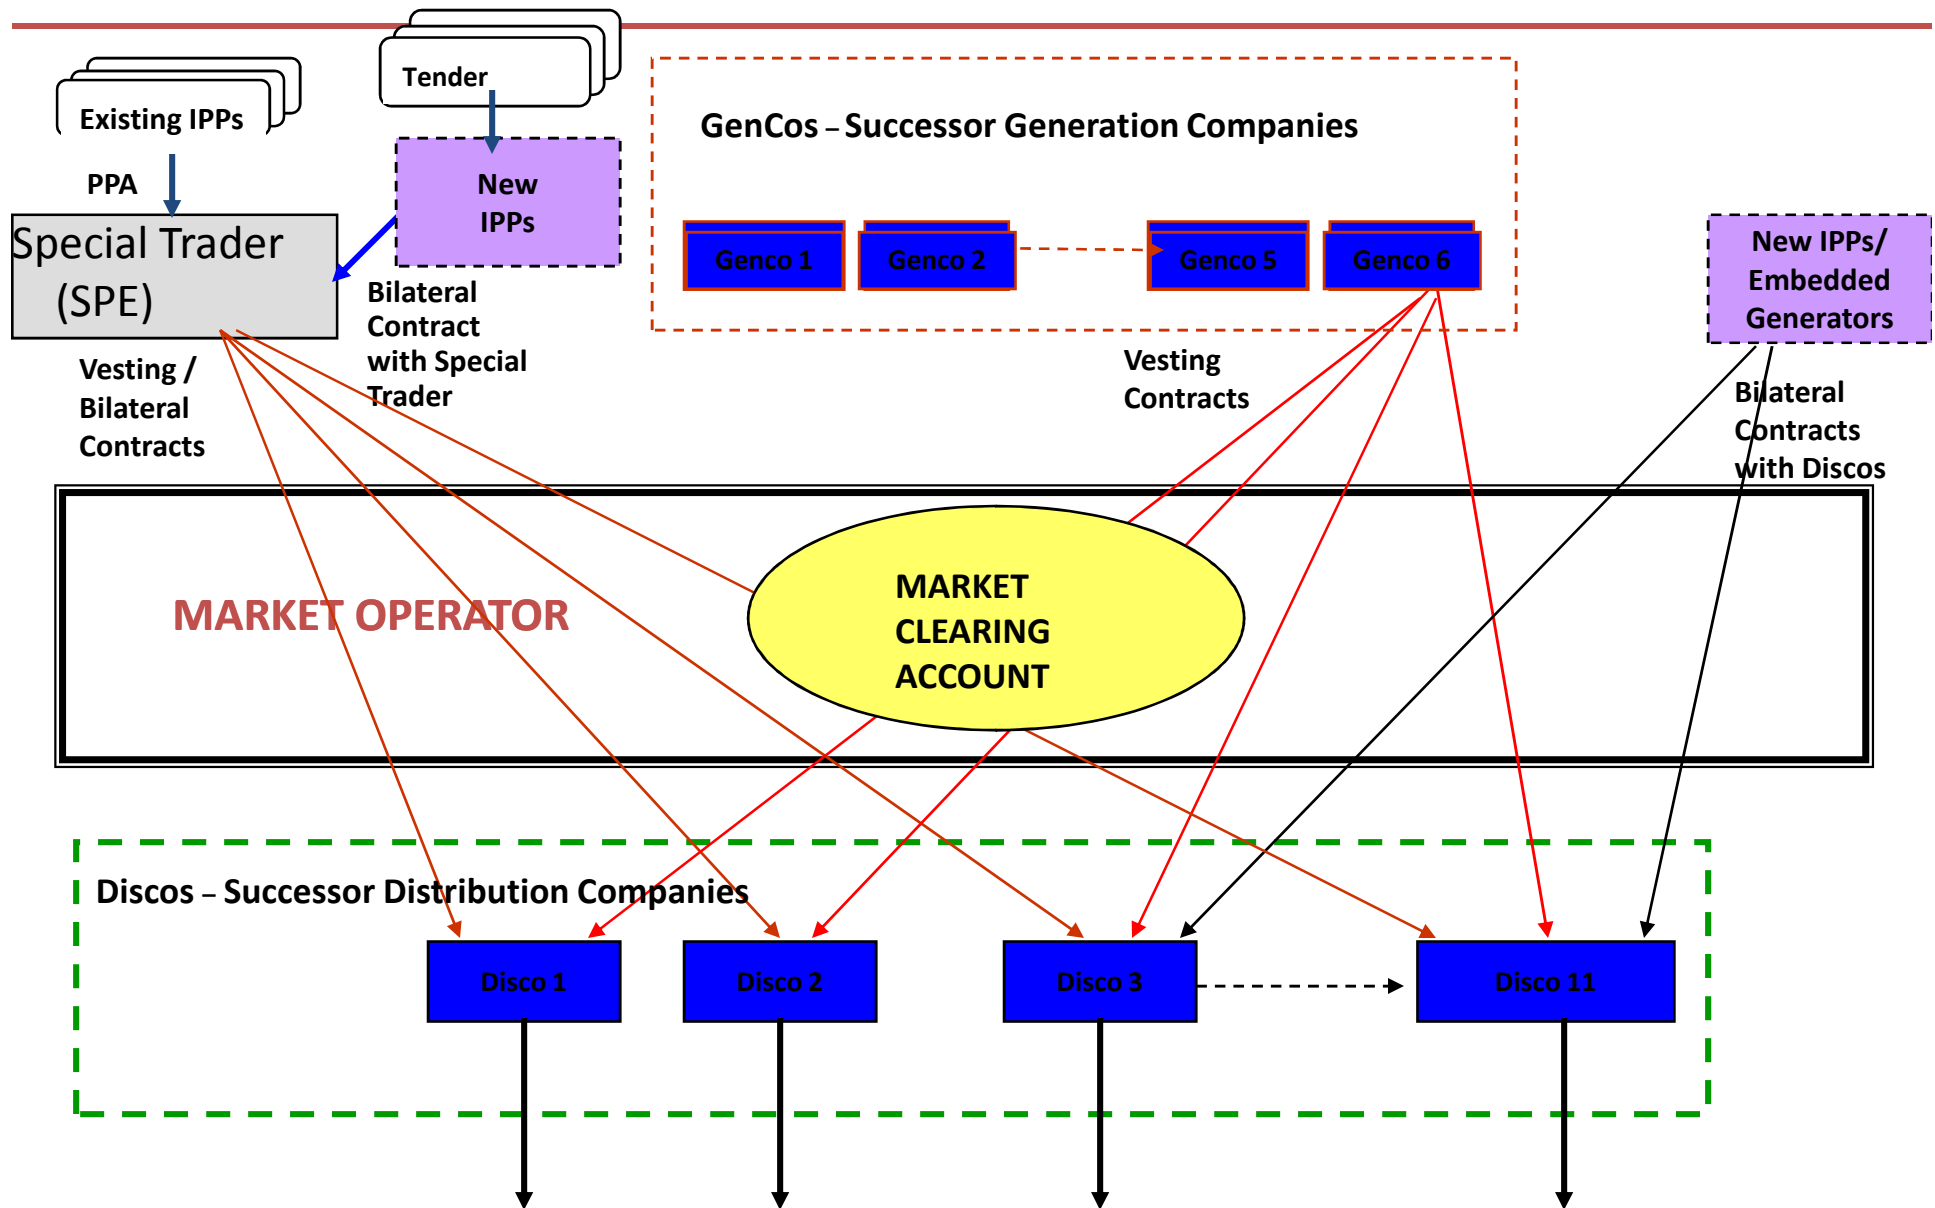 Tender
Existing IPPs
GenCos – Successor Generation Companies
PPA
New
IPPs
Special Trader
(SPE)
Genco 1
Genco 2
Genco 5
Genco 6
New IPPs/
Embedded
Generators
Bilateral
Contract
with Special
Trader
Vesting /
Bilateral
Contracts
Vesting
Contracts
Bilateral
Contracts
with Discos
MARKET OPERATOR
MARKET
CLEARING
ACCOUNT
Discos – Successor Distribution Companies
Disco 1
Disco 2
Disco 3
Disco 11